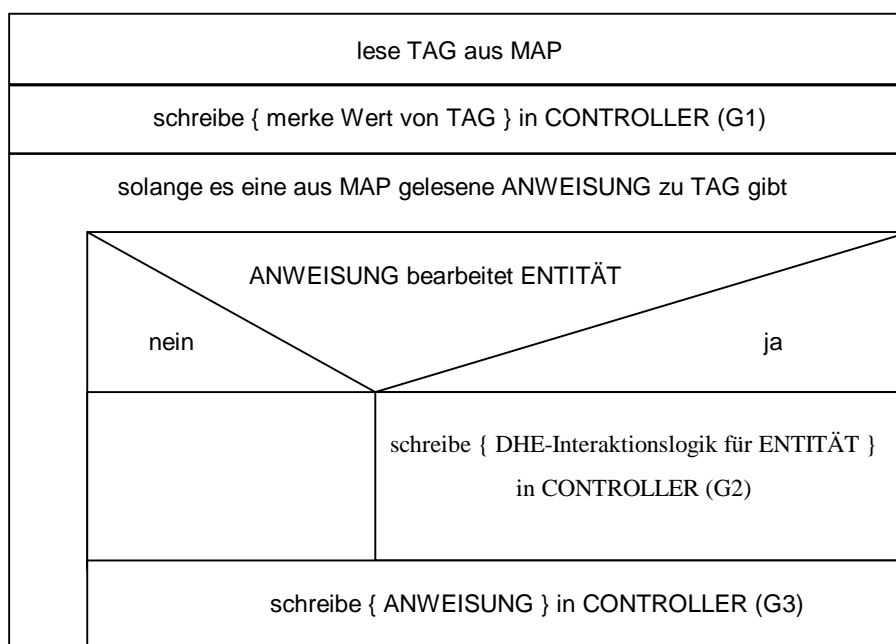 lese TAG aus MAP
schreibe { merke Wert von TAG } in CONTROLLER (G1)
solange es eine aus MAP gelesene ANWEISUNG zu TAG gibt
ANWEISUNG bearbeitet ENTITÄT
nein
ja
schreibe { DHE-Interaktionslogik für ENTITÄT }
in CONTROLLER (G2)
schreibe { ANWEISUNG } in CONTROLLER (G3)